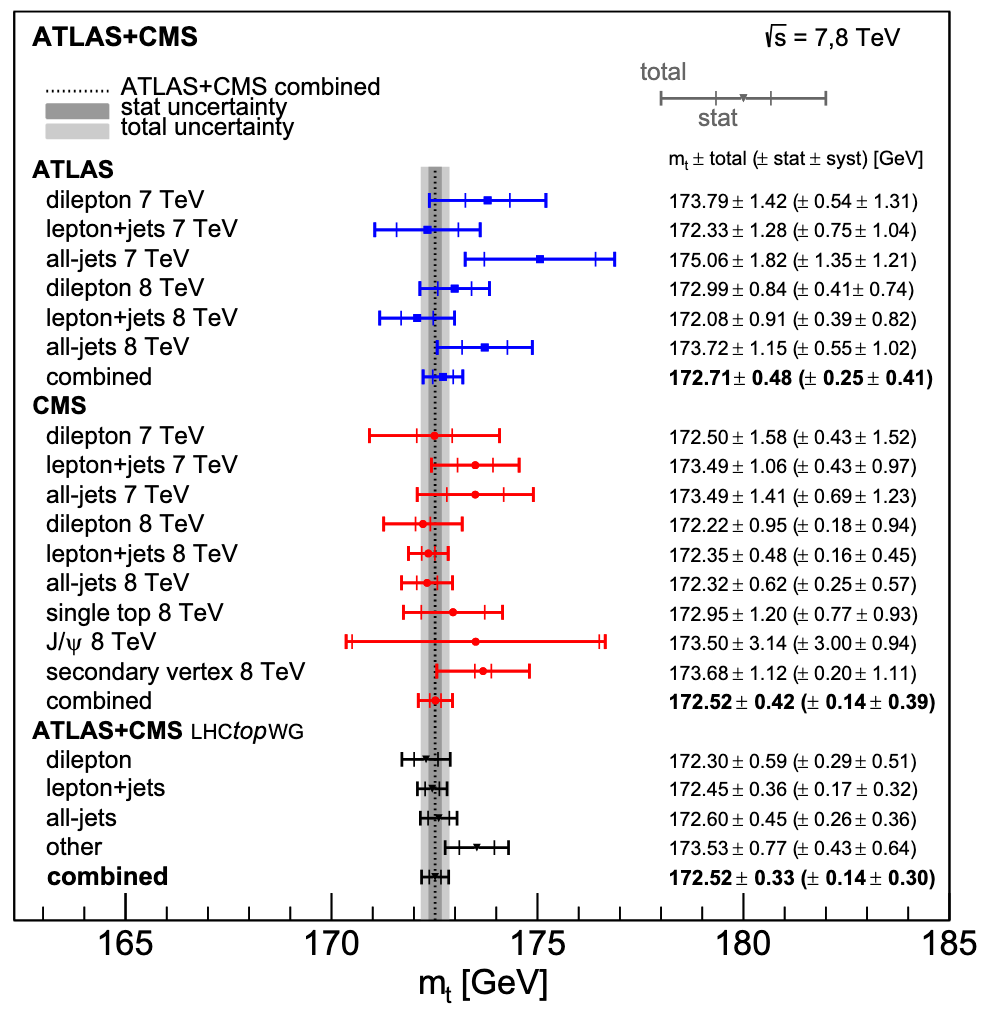 ATLAS+CMS √s = 7,8 TeV
total
ATLAS+CMS combined
stat uncertainty
stat
total uncertainty
mt ± total (± stat ± syst) [GeV]
ATLAS
dilepton 7 TeV 173.79 ± 1.42 (± 0.54 ± 1.31)
lepton+jets 7 TeV 172.33 ± 1.28 (± 0.75 ± 1.04)
all-jets 7 TeV 175.06 ± 1.82 (± 1.35 ± 1.21)
dilepton 8 TeV 172.99 ± 0.84 (± 0.41± 0.74)
lepton+jets 8 TeV 172.08 ± 0.91 (± 0.39 ± 0.82)
all-jets 8 TeV 173.72 ± 1.15 (± 0.55 ± 1.02)
combined 172.71± 0.48 (± 0.25 ± 0.41)
CMS
dilepton 7 TeV 172.50 ± 1.58 (± 0.43 ± 1.52)
lepton+jets 7 TeV 173.49 ± 1.06 (± 0.43 ± 0.97)
all-jets 7 TeV 173.49 ± 1.41 (± 0.69 ± 1.23)
dilepton 8 TeV 172.22 ± 0.95 (± 0.18 ± 0.94)
lepton+jets 8 TeV 172.35 ± 0.48 (± 0.16 ± 0.45)
all-jets 8 TeV 172.32 ± 0.62 (± 0.25 ± 0.57)
single top 8 TeV 172.95 ± 1.20 (± 0.77 ± 0.93)
J/ψ 8 TeV 173.50 ± 3.14 (± 3.00 ± 0.94)
secondary vertex 8 TeV 173.68 ± 1.12 (± 0.20 ± 1.11)
combined 172.52 ± 0.42 (± 0.14 ± 0.39)
ATLAS+CMS LHCtopWG
dilepton 172.30 ± 0.59 (± 0.29 ± 0.51)
lepton+jets 172.45 ± 0.36 (± 0.17 ± 0.32)
all-jets 172.60 ± 0.45 (± 0.26 ± 0.36)
other 173.53 ± 0.77 (± 0.43 ± 0.64)
combined 172.52 ± 0.33 (± 0.14 ± 0.30)
165 170 175 180 185
mt [GeV]